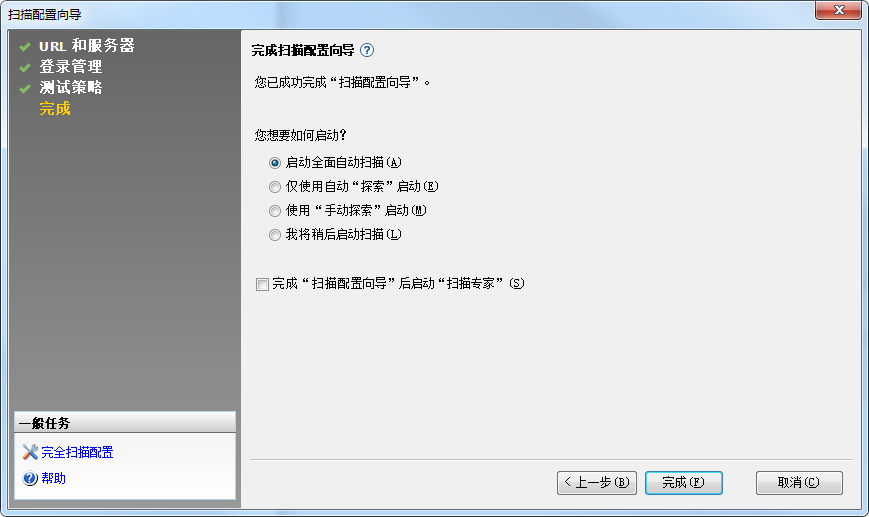 扫描配置向导
URL 和服务器
登录管理
测试策略
完成
完成扫描配置向导 ?
您已成功完成“扫描配置向导”。
您想要如何启动?
启动全面自动扫描(A)
仅使用自动“探索”启动(E)
使用“手动探索”启动(M)
我将稍后启动扫描(L)
完成“扫描配置向导”后启动“扫描专家”(S)
一般任务
完全扫描配置
? 帮助
< 上一步(B)
完成(F)
取消(C)